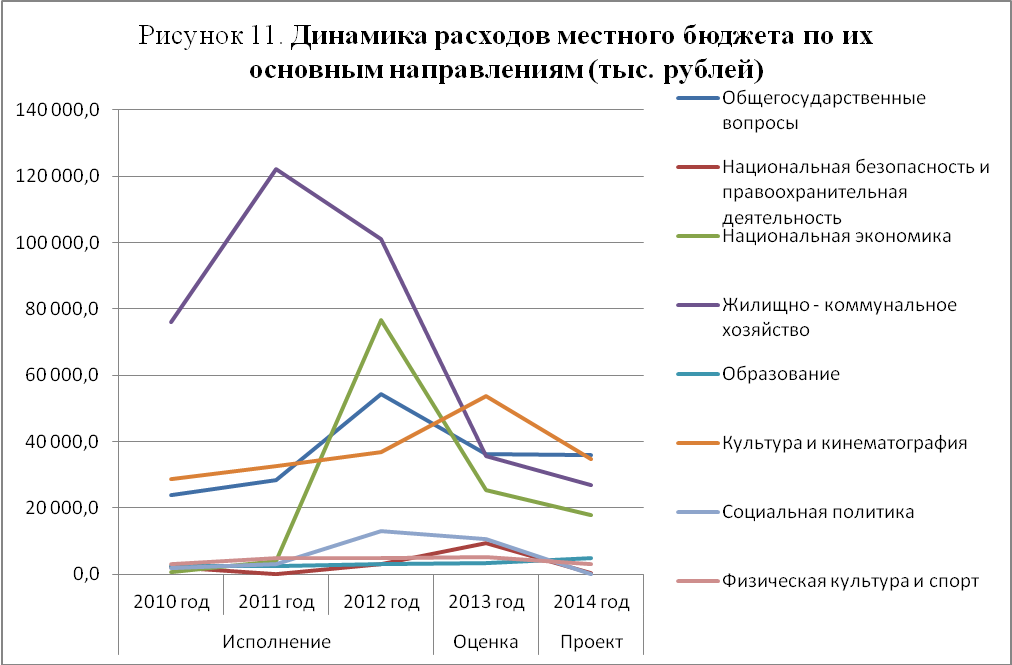 Рисунок 11. Динамика расходов местного бюджета по их
основным направлениям (тыс. рублей)
140 000,0
120 000,0
100 000,0
80 000,0
60 000,0
40 000,0
20 000,0
0,0
2010 год
2011 год
2012 год
2013 год
2014 год
Исполнение
Оценка
Проект
Общегосударственные
вопросы
Национальная безопасность и
правоохранительная
деятельность
Национальная экономика
Жилищно - коммунальное
хозяйство
Образование
Культура и кинематография
Социальная политика
Физическая культура и спорт